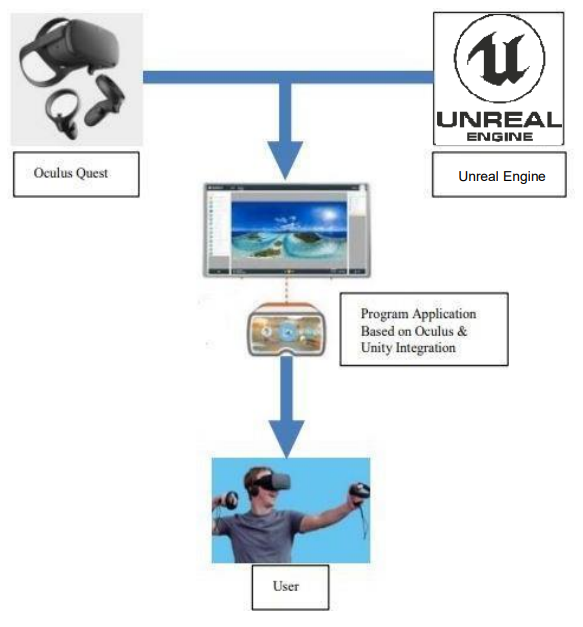 UNREAL
ENGINE
Oculus Quest
Unreal Engine
Program Application
Based on Oculus &
Unity Integration
User